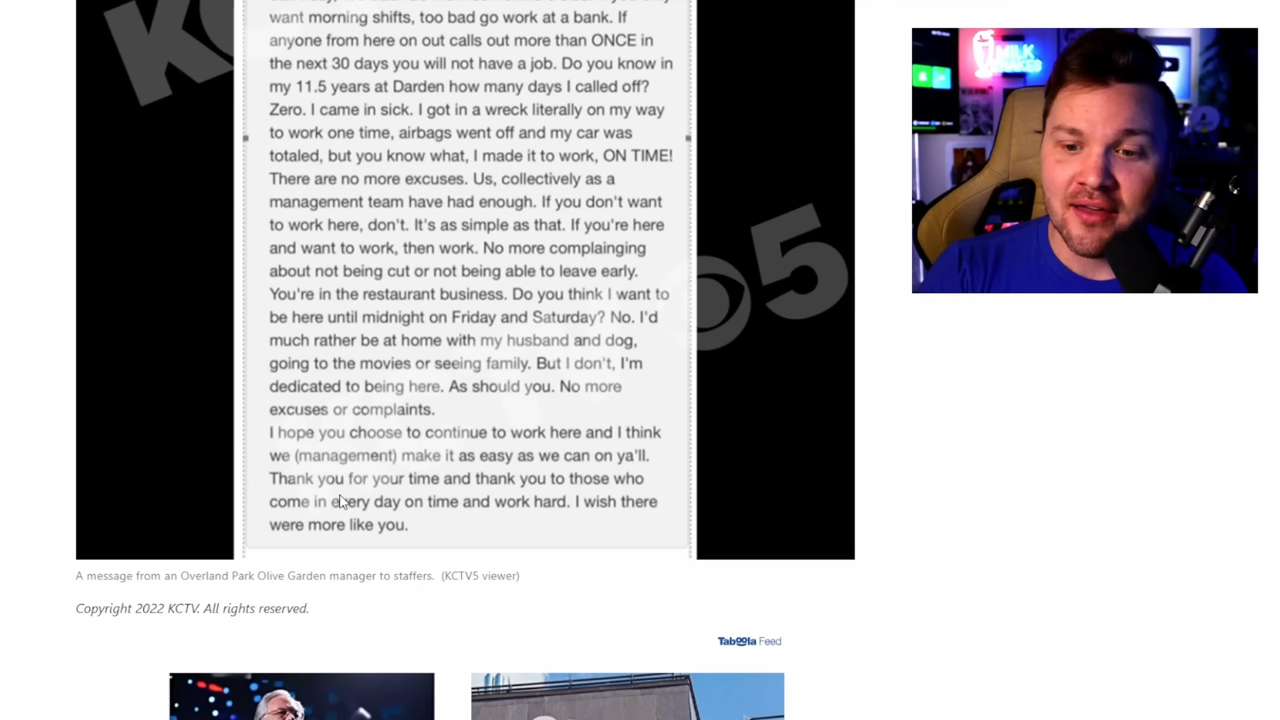 want morning shifts, too bad go work at a bank. If
anyone from here on out calls out more than ONCE in
the next 30 days you will not have a job. Do you know in
my 11.5 years at Darden how many days I called off?
Zero. I came in sick. I got in a wreck literally on my way
to work one time, airbags went off and my car was
totaled, but you know what, I made it to work, ON TIME!
There are no more excuses. Us, collectively as a
management team have had enough. If you don't want
to work here, don't. It's as simple as that. If you're here
and want to work, then work. No more complainging
about not being cut or not being able to leave early.
You're in the restaurant business. Do you think I want to
be here until midnight on Friday and Saturday? No. I'd
much rather be at home with my husband and dog,
going to the movies or seeing family. But I don't, I'm
dedicated to being here. As should you. No more
excuses or complaints.
I hope you choose to continue to work here and I think
we (management) make it as easy as we can on ya'll.
Thank you for your time and thank you to those who
come in every day on time and work hard. I wish there
were more like you.
5
A message from an Overland Park Olive Garden manager to staffers. (KCTV5 viewer)
Copyright 2022 KCTV. All rights reserved.
Taboola Feed
MILK